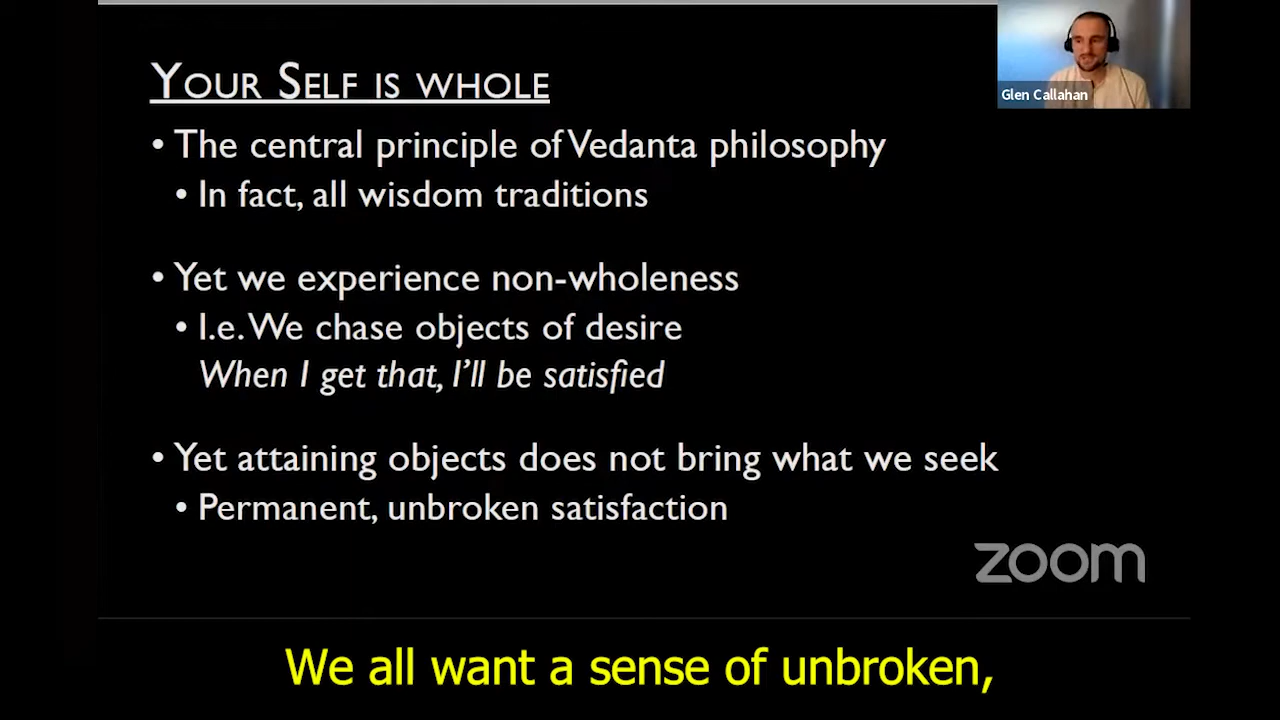 YOUR SELF IS WHOLE
• The central principle of Vedanta philosophy
• In fact, all wisdom traditions
• Yet we experience non-wholeness
• I.e. We chase objects of desire
When I get that, I'll be satisfied
• Yet attaining objects does not bring what we seek
• Permanent, unbroken satisfaction
Glen Callahan
zoom
We all want a sense of unbroken,